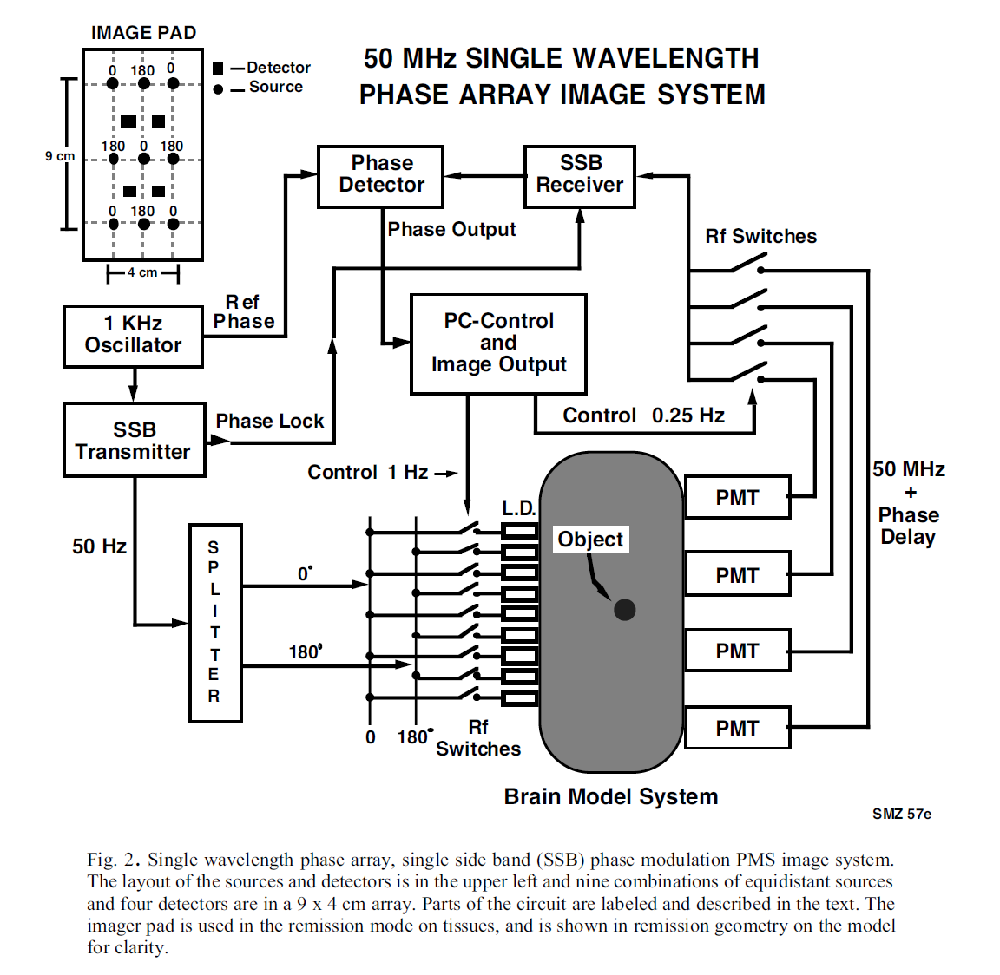 IMAGE PAD
0 180 0
Detector
Source
180 0 180
9 cm
0 180 0
4 cm
50 MHz SINGLE WAVELENGTH
PHASE ARRAY IMAGE SYSTEM
Phase
Detector
SSB
Receiver
Phase Output
Rf Switches
Ref
Phase
1 KHz
Oscillator
PC-Control
and
Image Output
SSB
Transmitter
Phase Lock
Control 0.25 Hz
Control 1 Hz
L.D.
50 MHz
+
Phase
Delay
PMT
PMT
PMT
PMT
Object
50 Hz
S
P
L
I
T
T
E
R
0°
180°
0 180°
Rf
Switches
Brain Model System
SMZ 57e
Fig. 2. Single wavelength phase array, single side band (SSB) phase modulation PMS image system.
The layout of the sources and detectors is in the upper left and nine combinations of equidistant sources
and four detectors are in a 9 x 4 cm array. Parts of the circuit are labeled and described in the text. The
imager pad is used in the remission mode on tissues, and is shown in remission geometry on the model
for clarity.